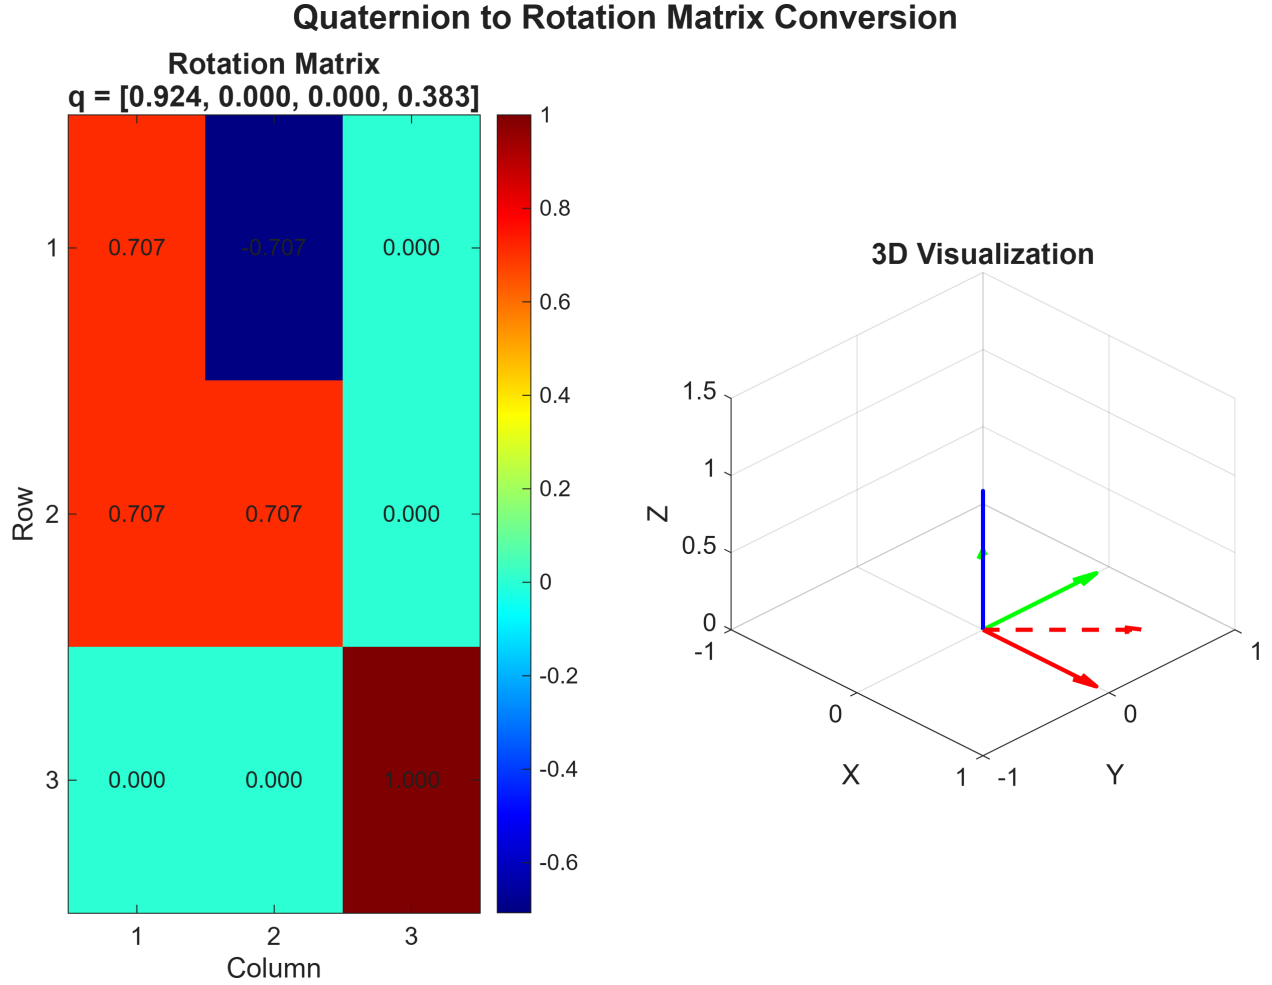 Quaternion to Rotation Matrix Conversion
Rotation Matrix
q = [0.924, 0.000, 0.000, 0.383]
1
0.707 -0.707 0.000
2
0.707 0.707 0.000
3
0.000 0.000 1.000
1 2 3
Column
Row
1
0.8
0.6
0.4
0.2
0
-0.2
-0.4
-0.6
3D Visualization
1.5
1
0.5
0
Z
-1
0
1
X
-1
0
1
Y